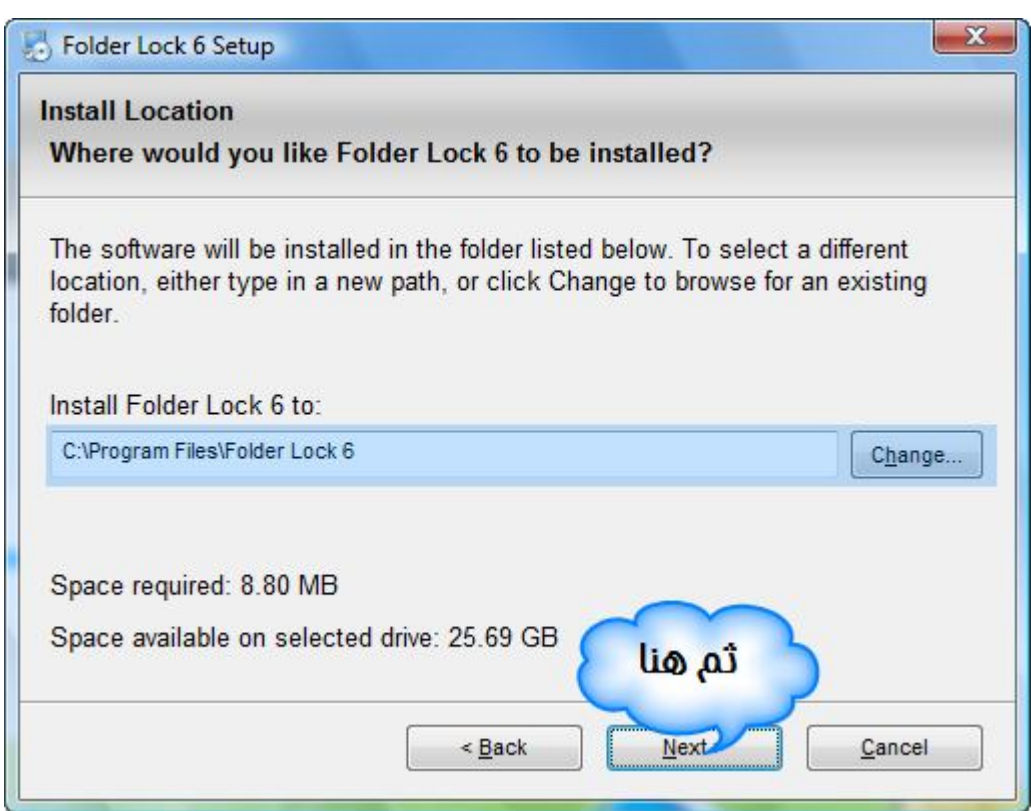 Folder Lock 6 Setup
Install Location
Where would you like Folder Lock 6 to be installed?
The software will be installed in the folder listed below. To select a different
location, either type in a new path, or click Change to browse for an existing
folder.
Install Folder Lock 6 to:
C:\Program Files\Folder Lock 6
Change...
Space required: 8.80 MB
Space available on selected drive: 25.69 GB
ثم هنا
< Back
Next
Cancel